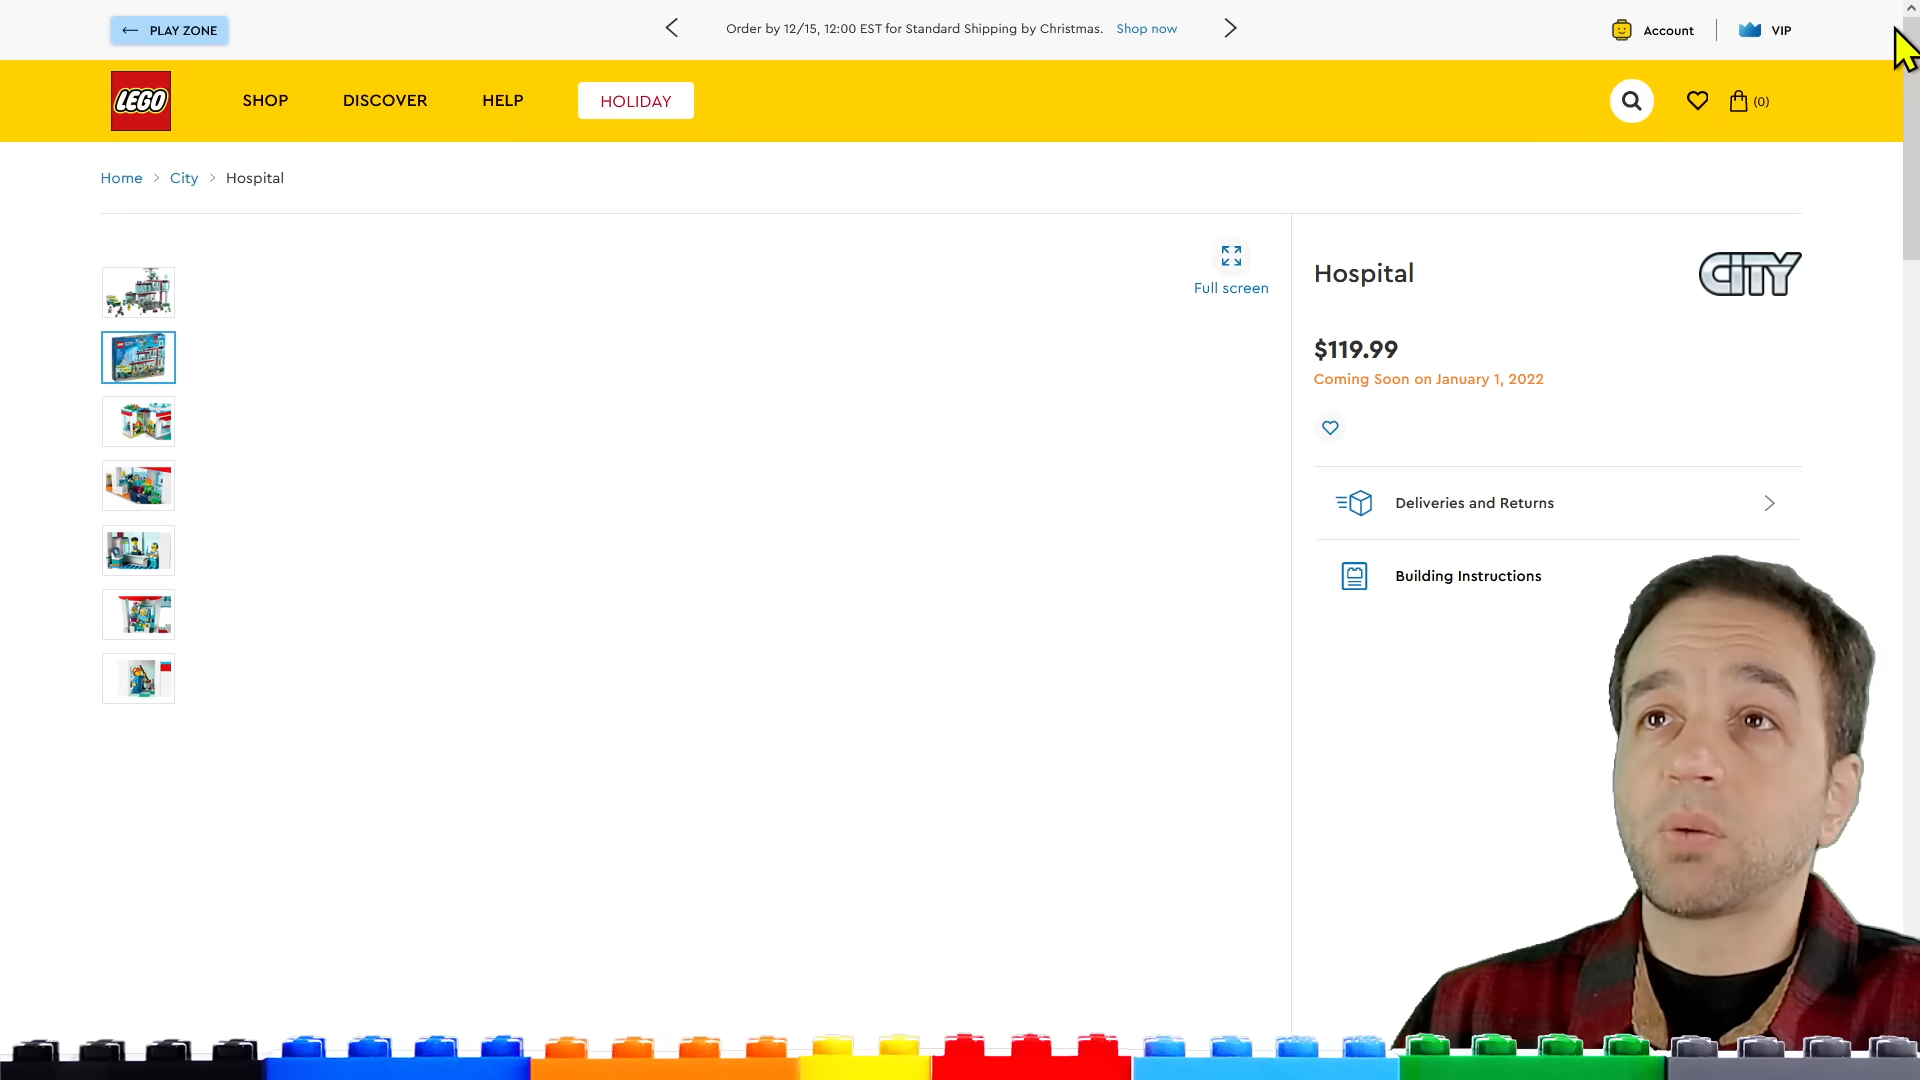 PLAY ZONE
Order by 12/15, 12:00 EST for Standard Shipping by Christmas. Shop now
Account
VIP
LEGO
SHOP
DISCOVER
HELP
HOLIDAY
(0)
Home > City > Hospital
Full screen
Hospital
CITY
$119.99
Coming Soon on January 1, 2022
Deliveries and Returns
Building Instructions